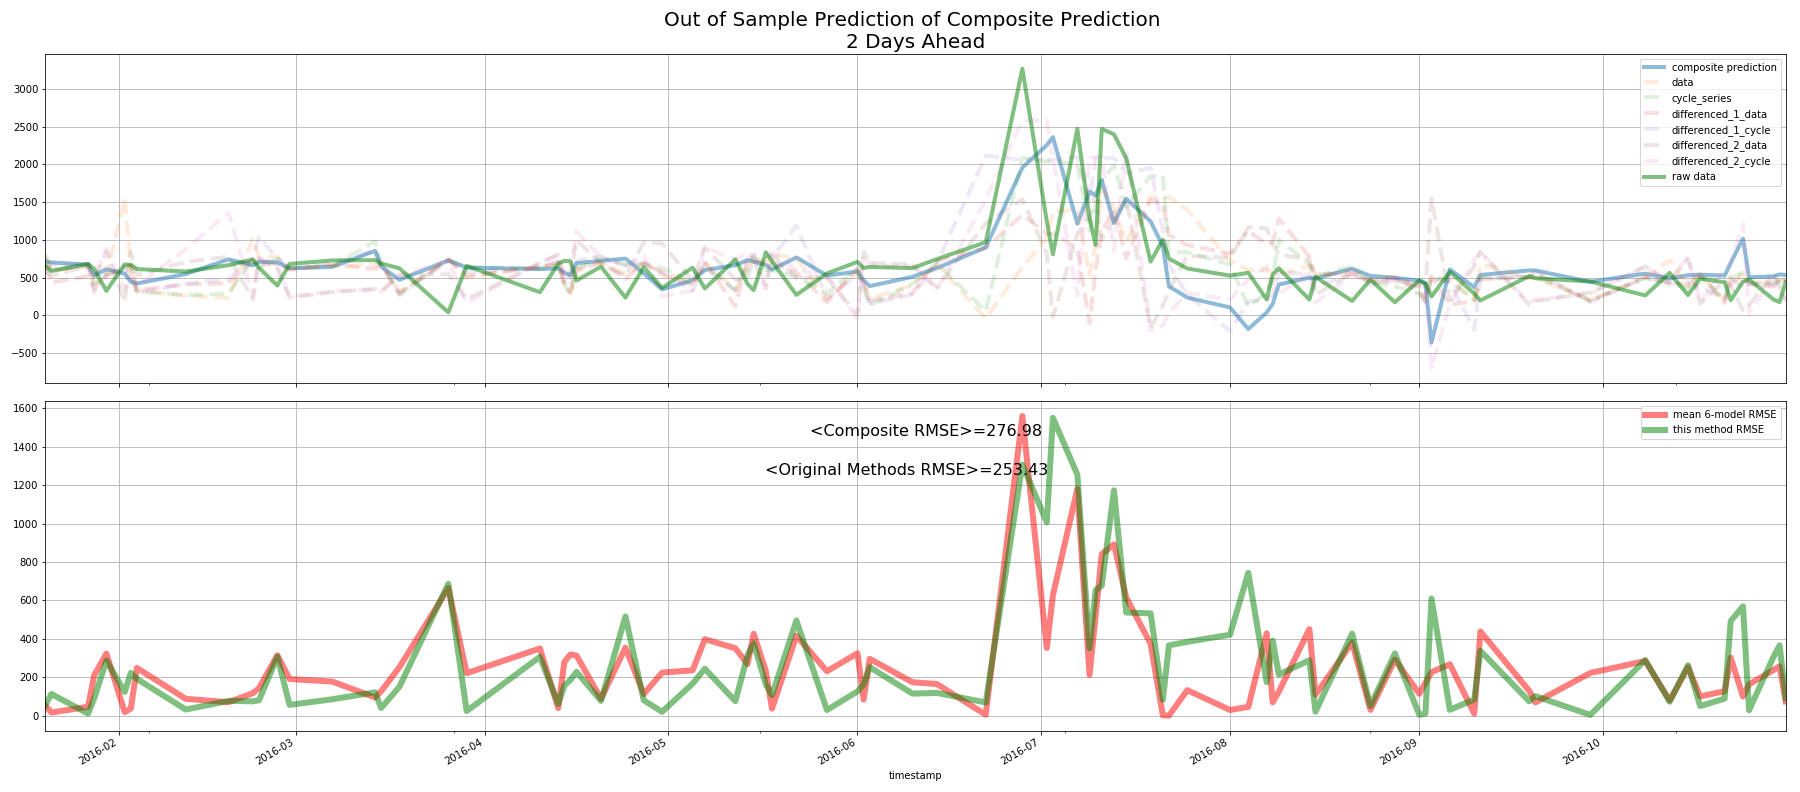 Out of Sample Prediction of Composite Prediction
2 Days Ahead
3000
2500
2000
1500
1000
500
0
−500
composite prediction
data
cycle_series
differenced_1_data
differenced_1_cycle
differenced_2_data
differenced_2_cycle
raw data
1600
1400
1200
1000
800
600
400
200
0
<Composite RMSE>=276.98
<Original Methods RMSE>=253.43
mean 6-model RMSE
this method RMSE
2016-02
2016-03
2016-04
2016-05
2016-06
2016-07
2016-08
2016-09
2016-10
timestamp